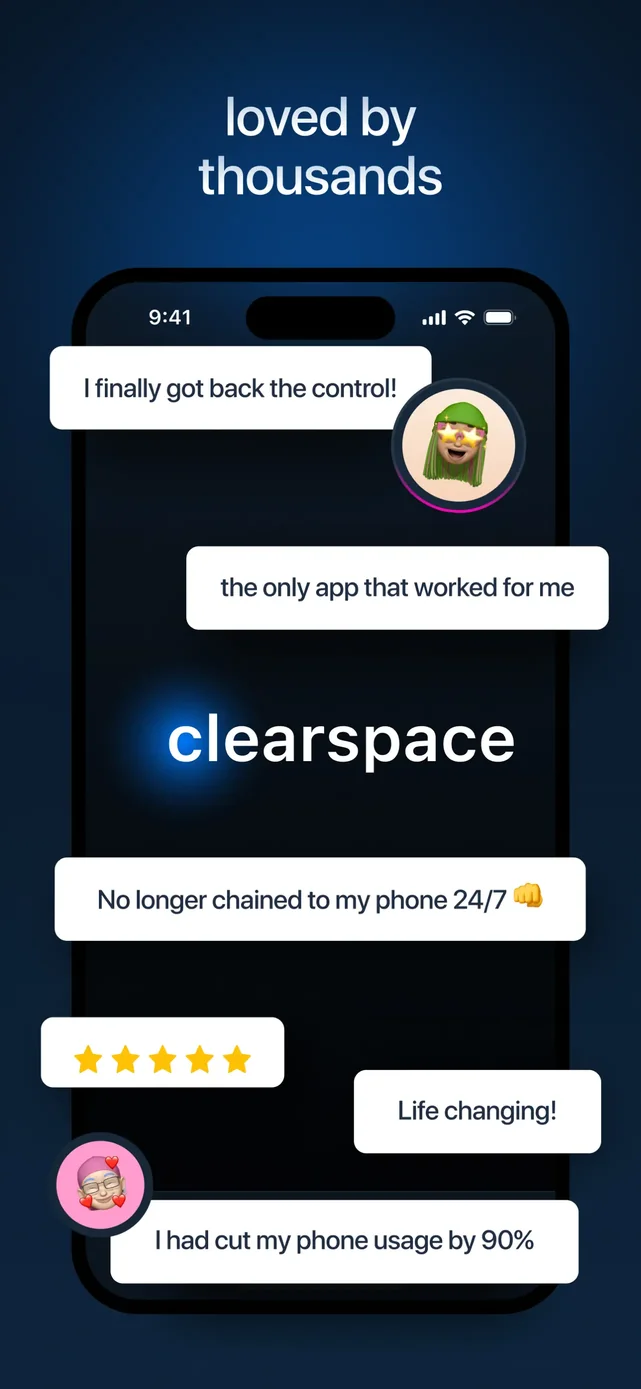 loved by
thousands
9:41
I finally got back the control!
the only app that worked for me
clearspace
No longer chained to my phone 24/7 👊
Life changing!
I had cut my phone usage by 90%